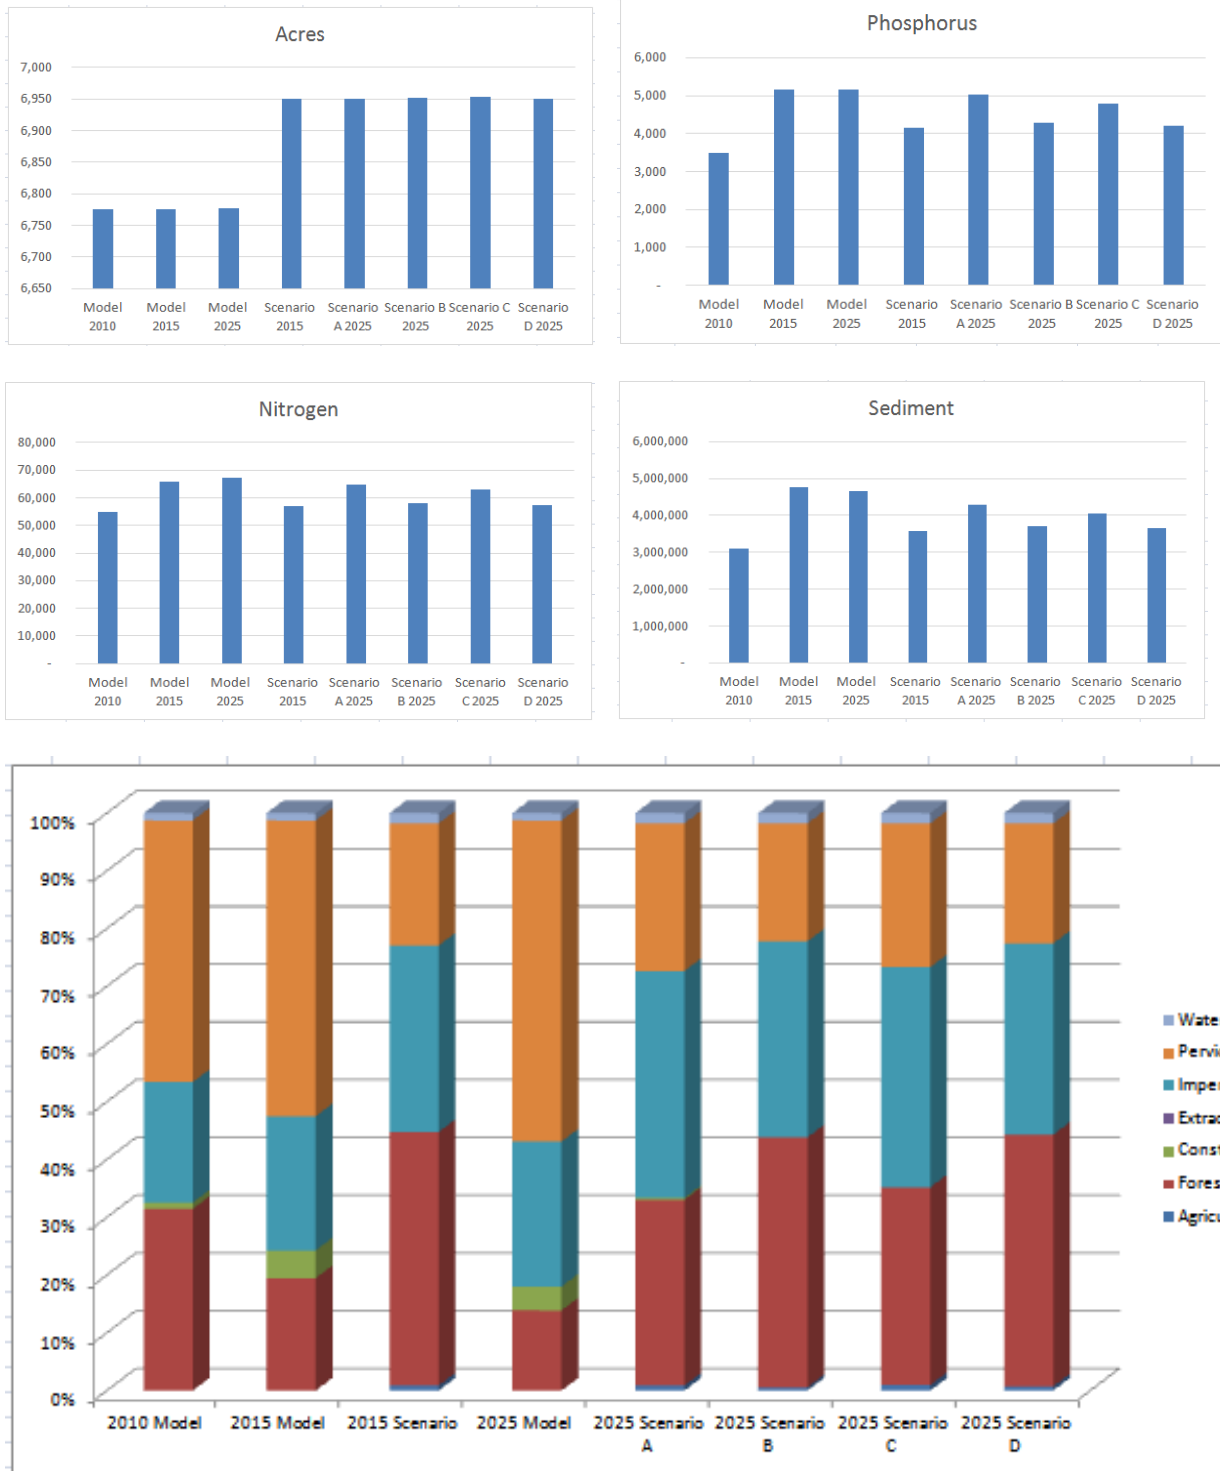 Acres
7,000
6,950
6,900
6,850
6,800
6,750
6,700
6,650
Model Model Model Scenario Scenario Scenario B Scenario C Scenario
2010 2015 2025 2015 A 2025 2025 2025 D 2025
Phosphorus
6,000
5,000
4,000
3,000
2,000
1,000
-
Model Model Model Scenario Scenario Scenario B Scenario C Scenario
2010 2015 2025 2015 A 2025 2025 2025 D 2025
Nitrogen
80,000
70,000
60,000
50,000
40,000
30,000
20,000
10,000
-
Model Model Model Scenario Scenario Scenario Scenario Scenario
2010 2015 2025 2015 A 2025 B 2025 C 2025 D 2025
Sediment
6,000,000
5,000,000
4,000,000
3,000,000
2,000,000
1,000,000
-
Model Model Model Scenario Scenario Scenario Scenario Scenario
2010 2015 2025 2015 A 2025 B 2025 C 2025 D 2025
100%
90%
80%
70%
60%
50%
40%
30%
20%
10%
0%
2010 Model 2015 Model 2015 Scenario 2025 Model 2025 Scenario 2025 Scenario 2025 Scenario 2025 Scenario
A B C D
Wate
Pervi
Imper
Extra
Const
Fores
Agricu